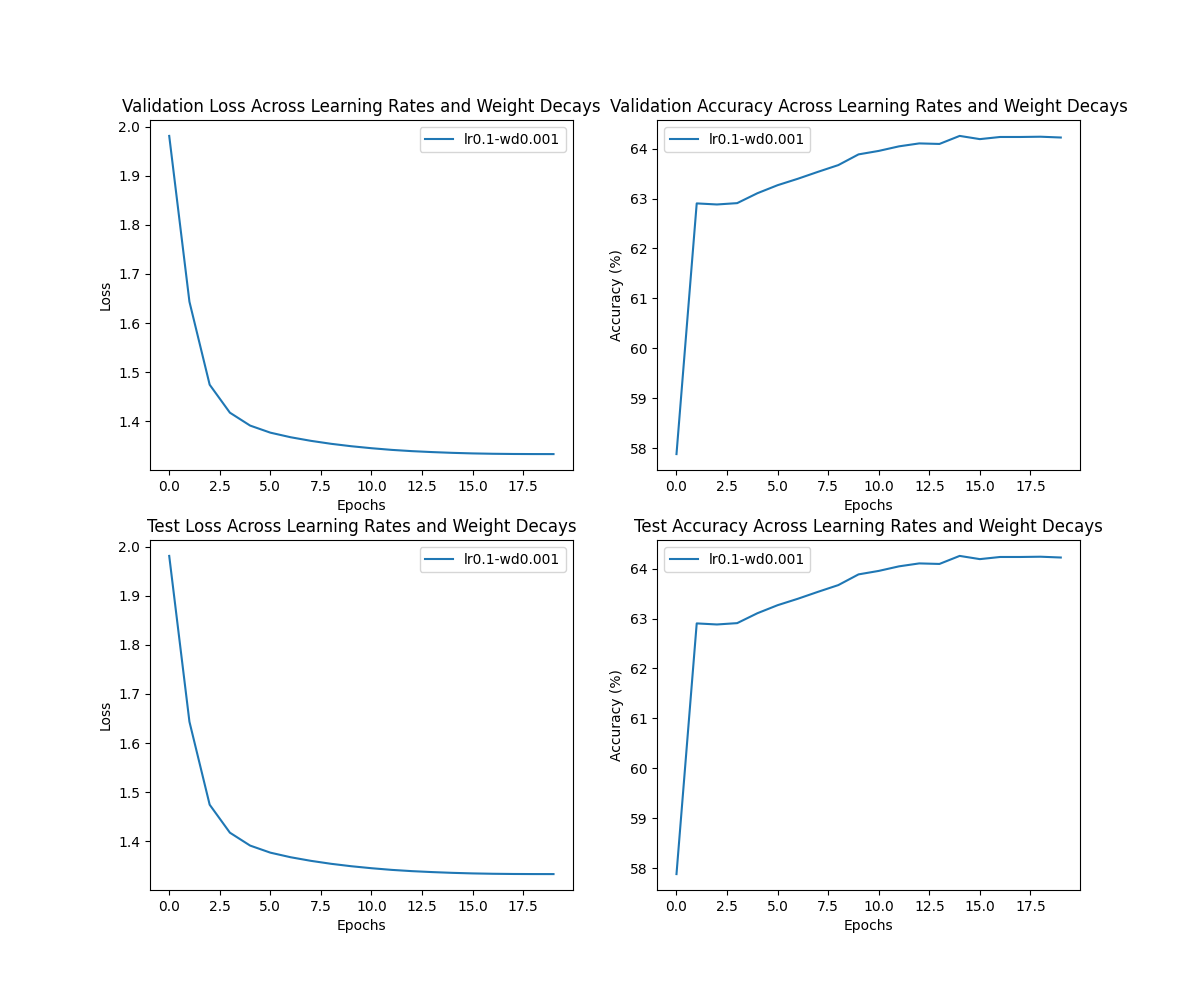 Validation Loss Across Learning Rates and Weight Decays
2.0
1.9
1.8
1.7
1.6
1.5
1.4
Loss
lr0.1-wd0.001
0.0 2.5 5.0 7.5 10.0 12.5 15.0 17.5
Epochs
Validation Accuracy Across Learning Rates and Weight Decays
64
63
62
61
60
59
58
Accuracy (%)
lr0.1-wd0.001
0.0 2.5 5.0 7.5 10.0 12.5 15.0 17.5
Epochs
Test Loss Across Learning Rates and Weight Decays
2.0
1.9
1.8
1.7
1.6
1.5
1.4
Loss
lr0.1-wd0.001
0.0 2.5 5.0 7.5 10.0 12.5 15.0 17.5
Epochs
Test Accuracy Across Learning Rates and Weight Decays
64
63
62
61
60
59
58
Accuracy (%)
lr0.1-wd0.001
0.0 2.5 5.0 7.5 10.0 12.5 15.0 17.5
Epochs